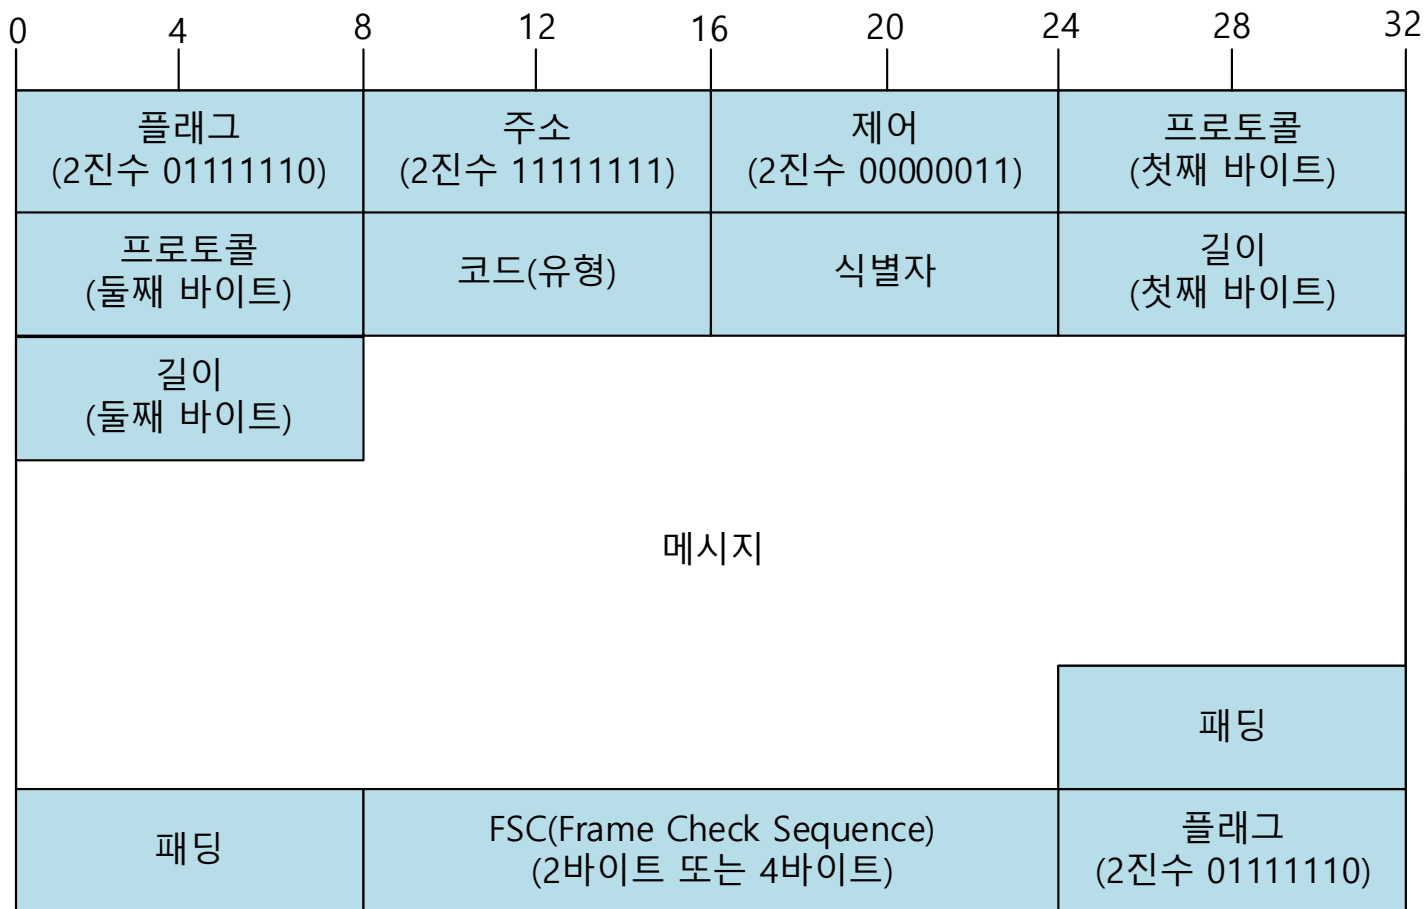 0 4 8 12 16 20 24 28 32
플래그 주소 제어 프로토콜
(2진수 01111110) (2진수 11111111) (2진수 00000011) (첫째 바이트)
프로토콜 길이
(둘째 바이트) 코드(유형) 식별자 (첫째 바이트)
길이
(둘째 바이트)
메시지
패딩
패딩 FSC(Frame Check Sequence) 플래그
(2바이트 또는 4바이트) (2진수 01111110)